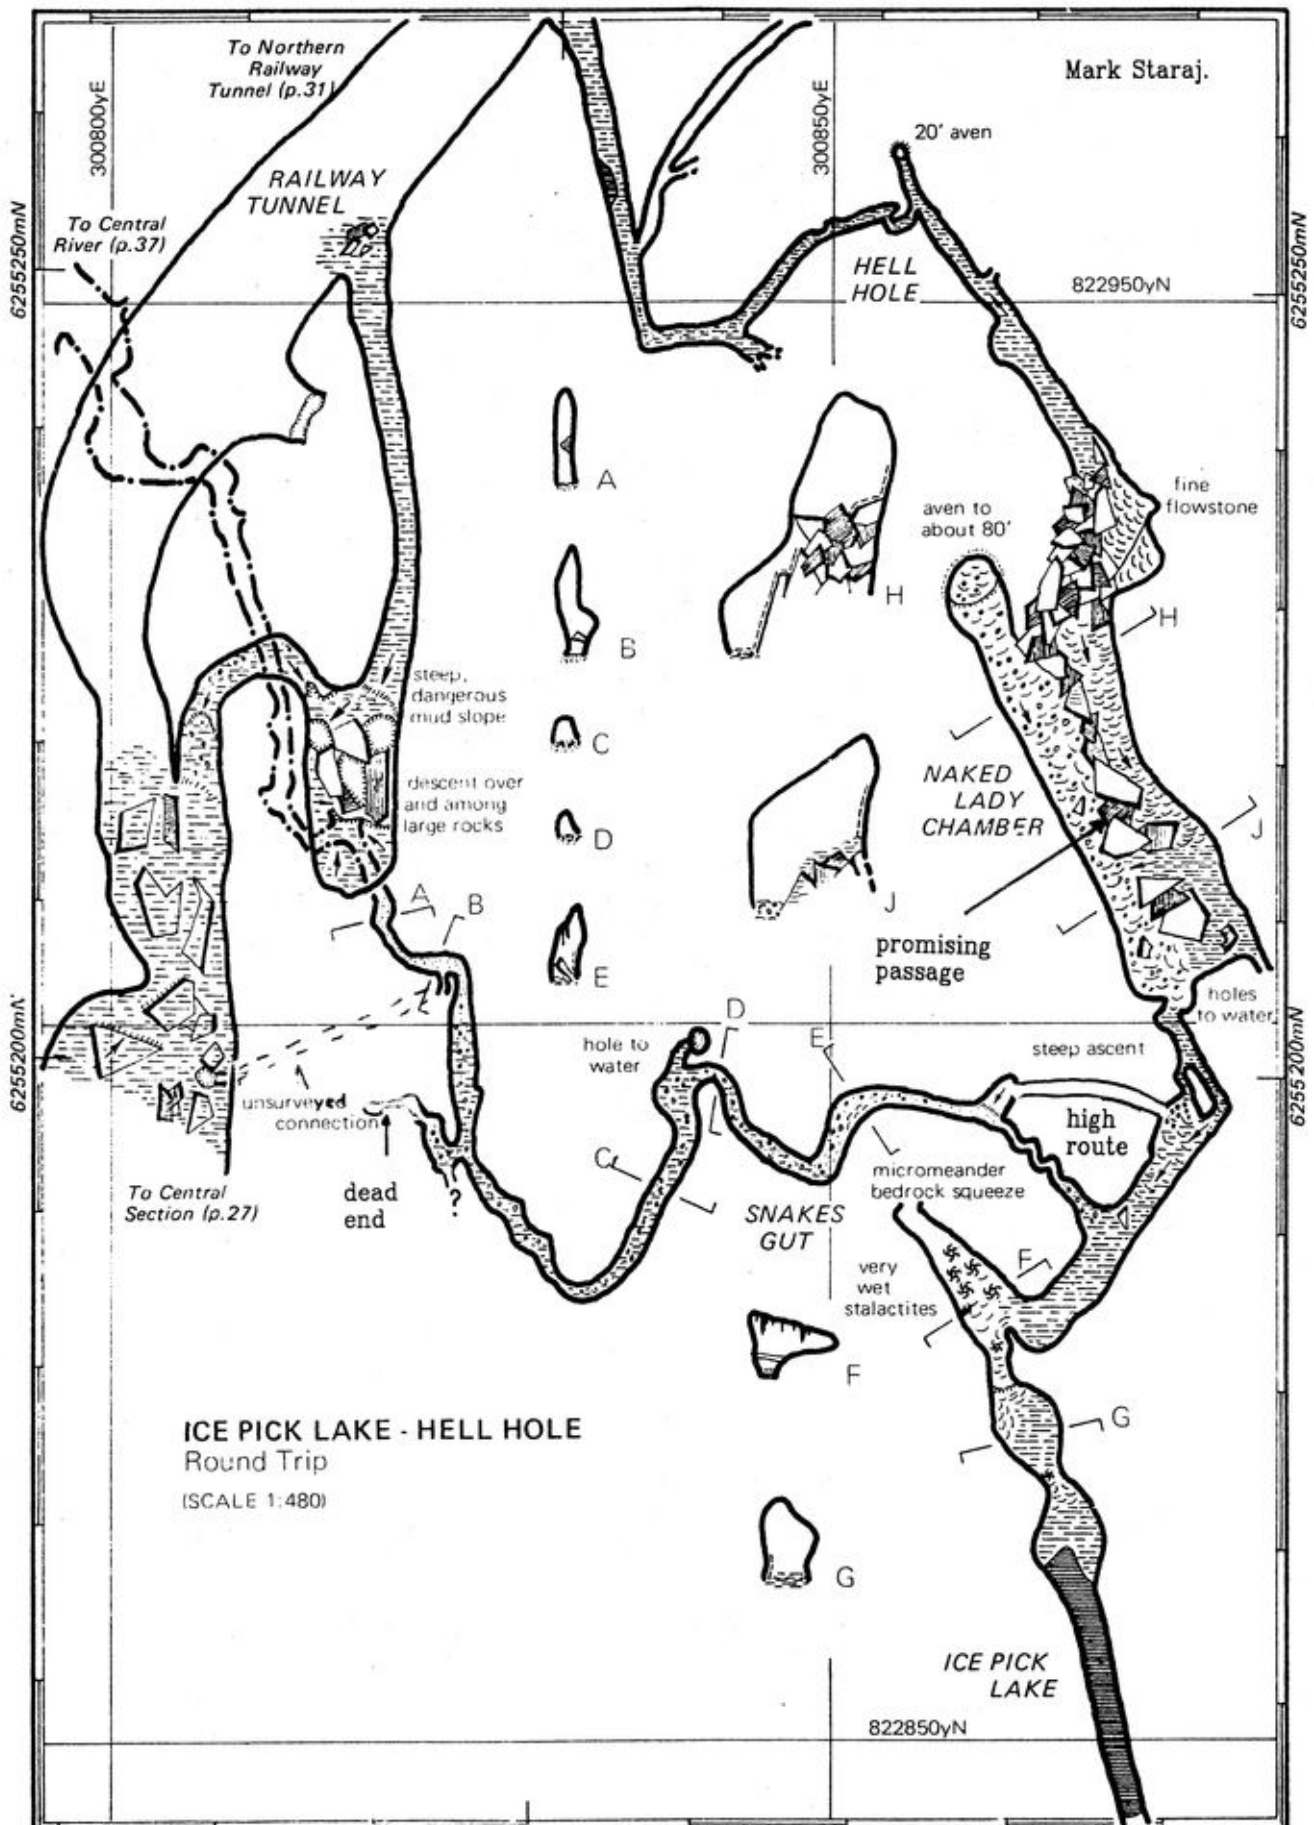 To Northern
Railway
Tunnel (p.31)
Mark Staraj.
300800yE
300850yE
20' aven
RAILWAY
TUNNEL
To Central
River (p.37)
6255250mN
6255250mN
HELL
HOLE
822950yN
A
fine
flowstone
aven to
about 80'
H
B
H
steep,
dangerous
mud slope
C
NAKED
LADY
CHAMBER
descent over
and among
large rocks
D
J
A
B
J
promising
passage
E
holes
to water
D
E
hole to
water
steep ascent
6255200mN
6255200mN
unsurveyed
connection
high
route
C
micromeander
bedrock squeeze
To Central
Section (p.27)
dead
end
?
SNAKES
GUT
F
very
wet
stalactites
F
ICE PICK LAKE - HELL HOLE
Round Trip
(SCALE 1:480)
G
G
ICE PICK
LAKE
822850yN